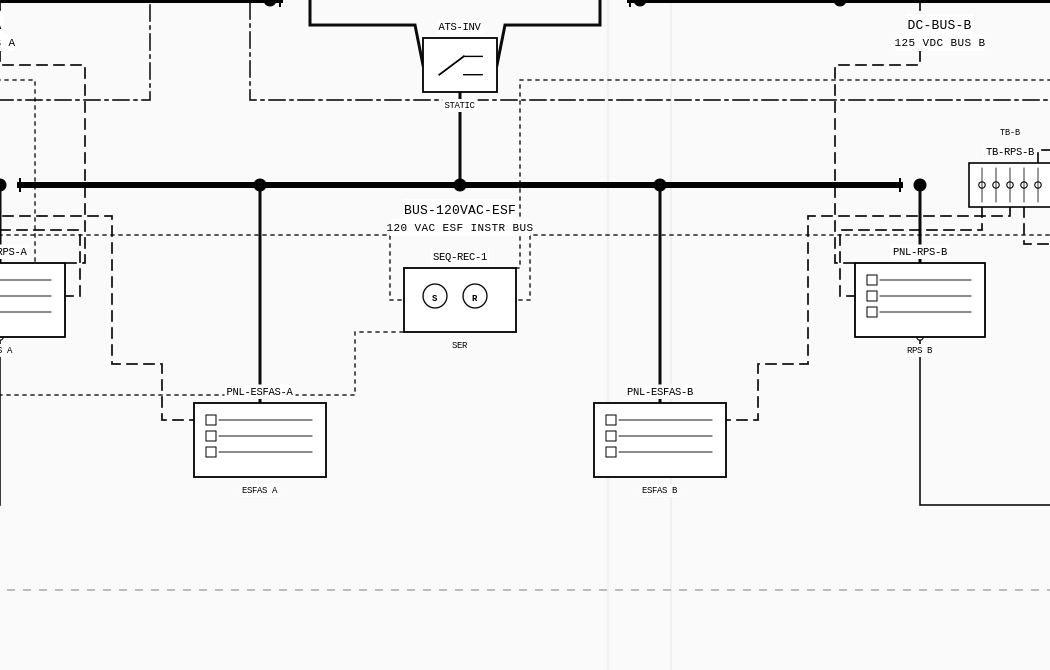 A
ATS-INV
DC-BUS-B
125 VDC BUS B
STATIC
TB-B
TB-RPS-B
BUS-120VAC-ESF
120 VAC ESF INSTR BUS
RPS-A
SEQ-REC-1
PNL-RPS-B
S R
SER
A
RPS B
PNL-ESFAS-A
PNL-ESFAS-B
ESFAS A
ESFAS B